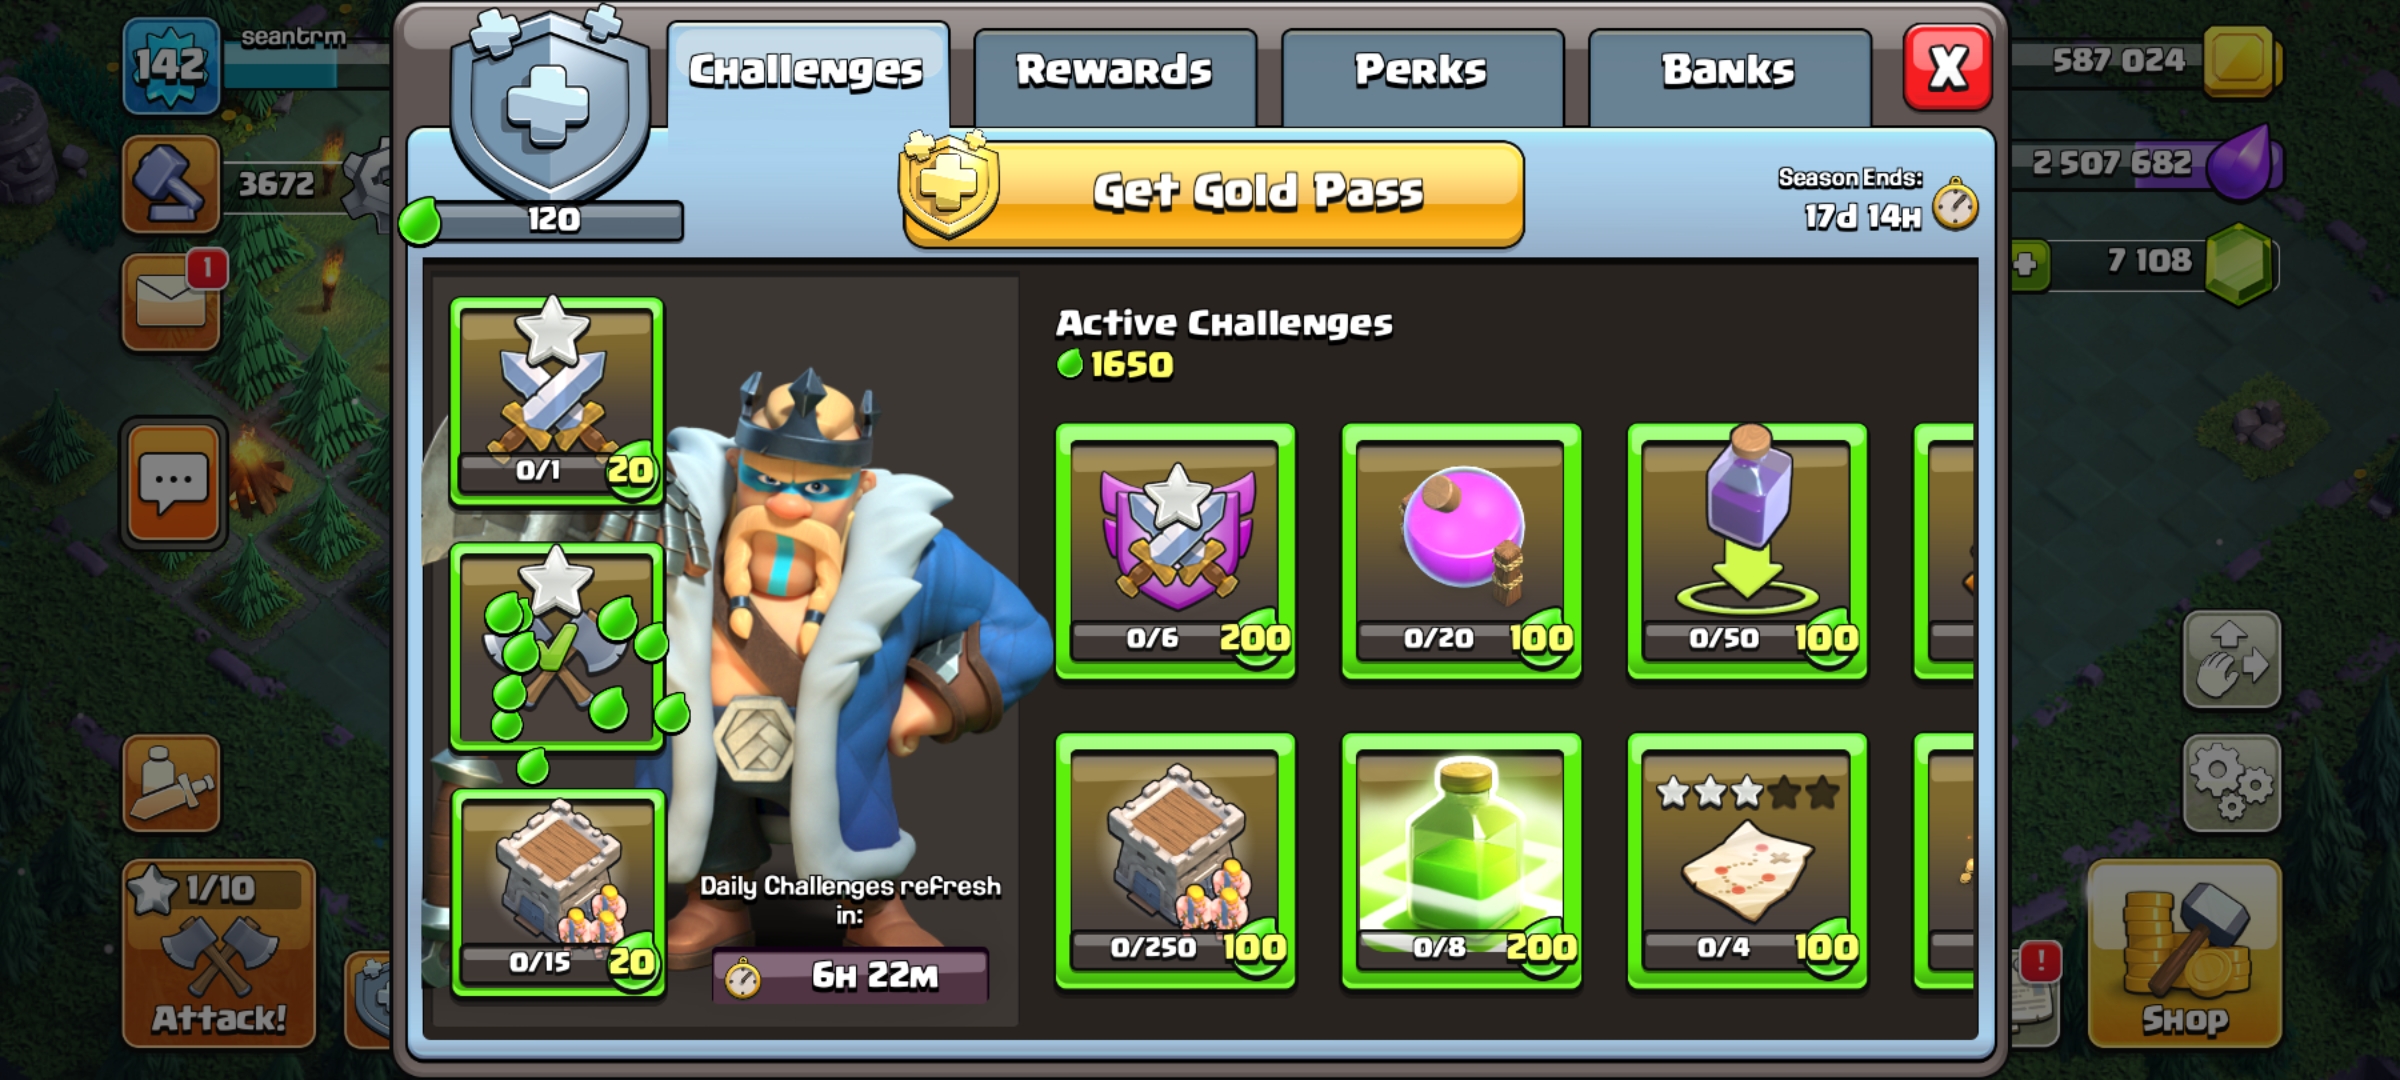 142
seantrm
3672
1
1/10
Attack!
Challenges
Rewards
Perks
Banks
X
120
Get Gold Pass
Season Ends:
17d 14H
587 024
2 507 682
7 108
0/1
20
0/15
20
Daily Challenges refresh
in:
6H 22M
Active Challenges
1650
0/6
200
0/20
100
0/50
100
0/250
100
0/8
200
0/4
100
!
Shop